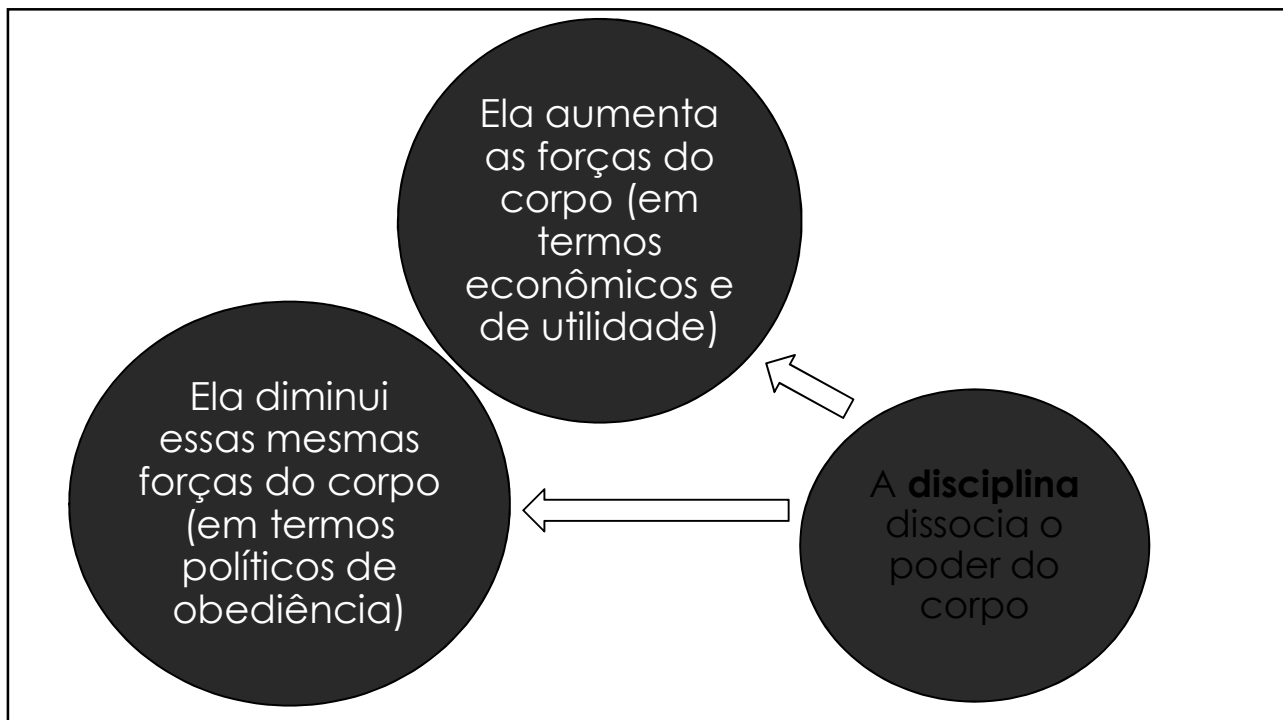 Ela aumenta
as forças do
corpo (em
termos
econômicos e
de utilidade)
Ela diminui
essas mesmas
forças do corpo
(em termos
políticos de
obediência)
A disciplina
dissocia o
poder do
corpo